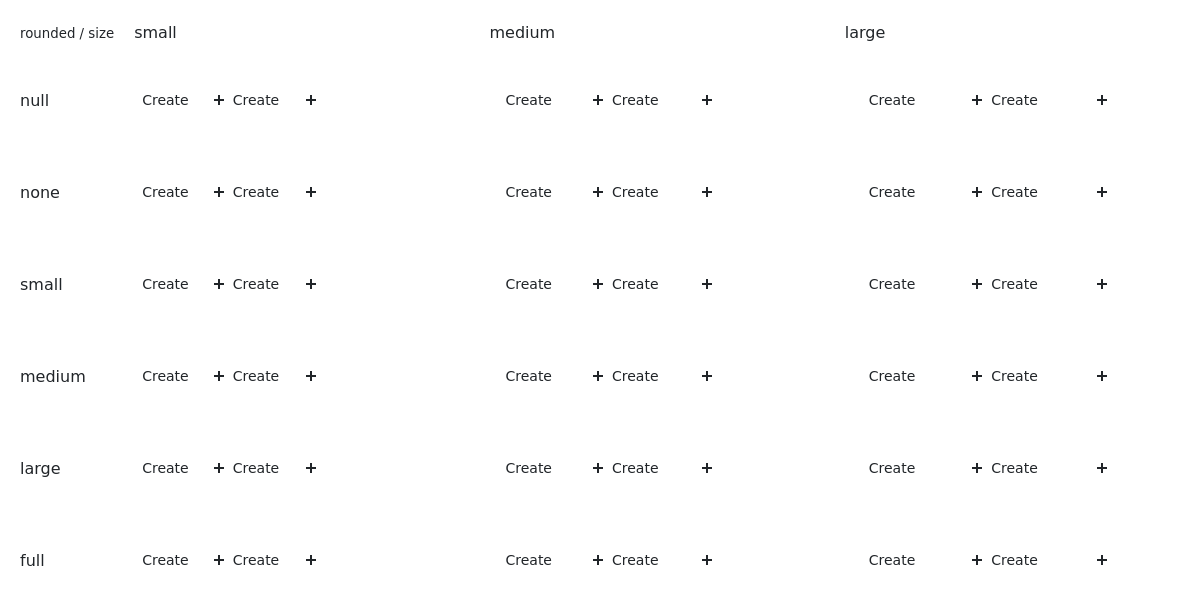 rounded / size small medium large
null Create + Create + Create + Create + Create + Create +
none Create + Create + Create + Create + Create + Create +
small Create + Create + Create + Create + Create + Create +
medium Create + Create + Create + Create + Create + Create +
large Create + Create + Create + Create + Create + Create +
full Create + Create + Create + Create + Create + Create +